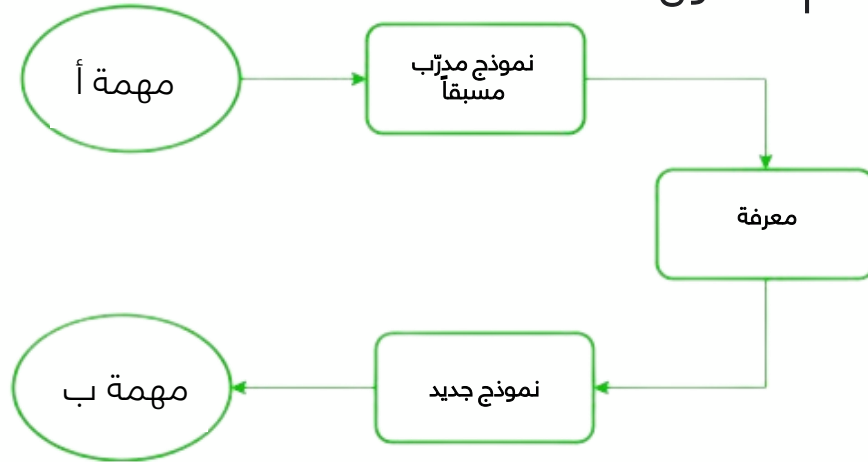 مهمة أ
نموذج مدرّب
مسبقاً
معرفة
نموذج جديد
مهمة ب